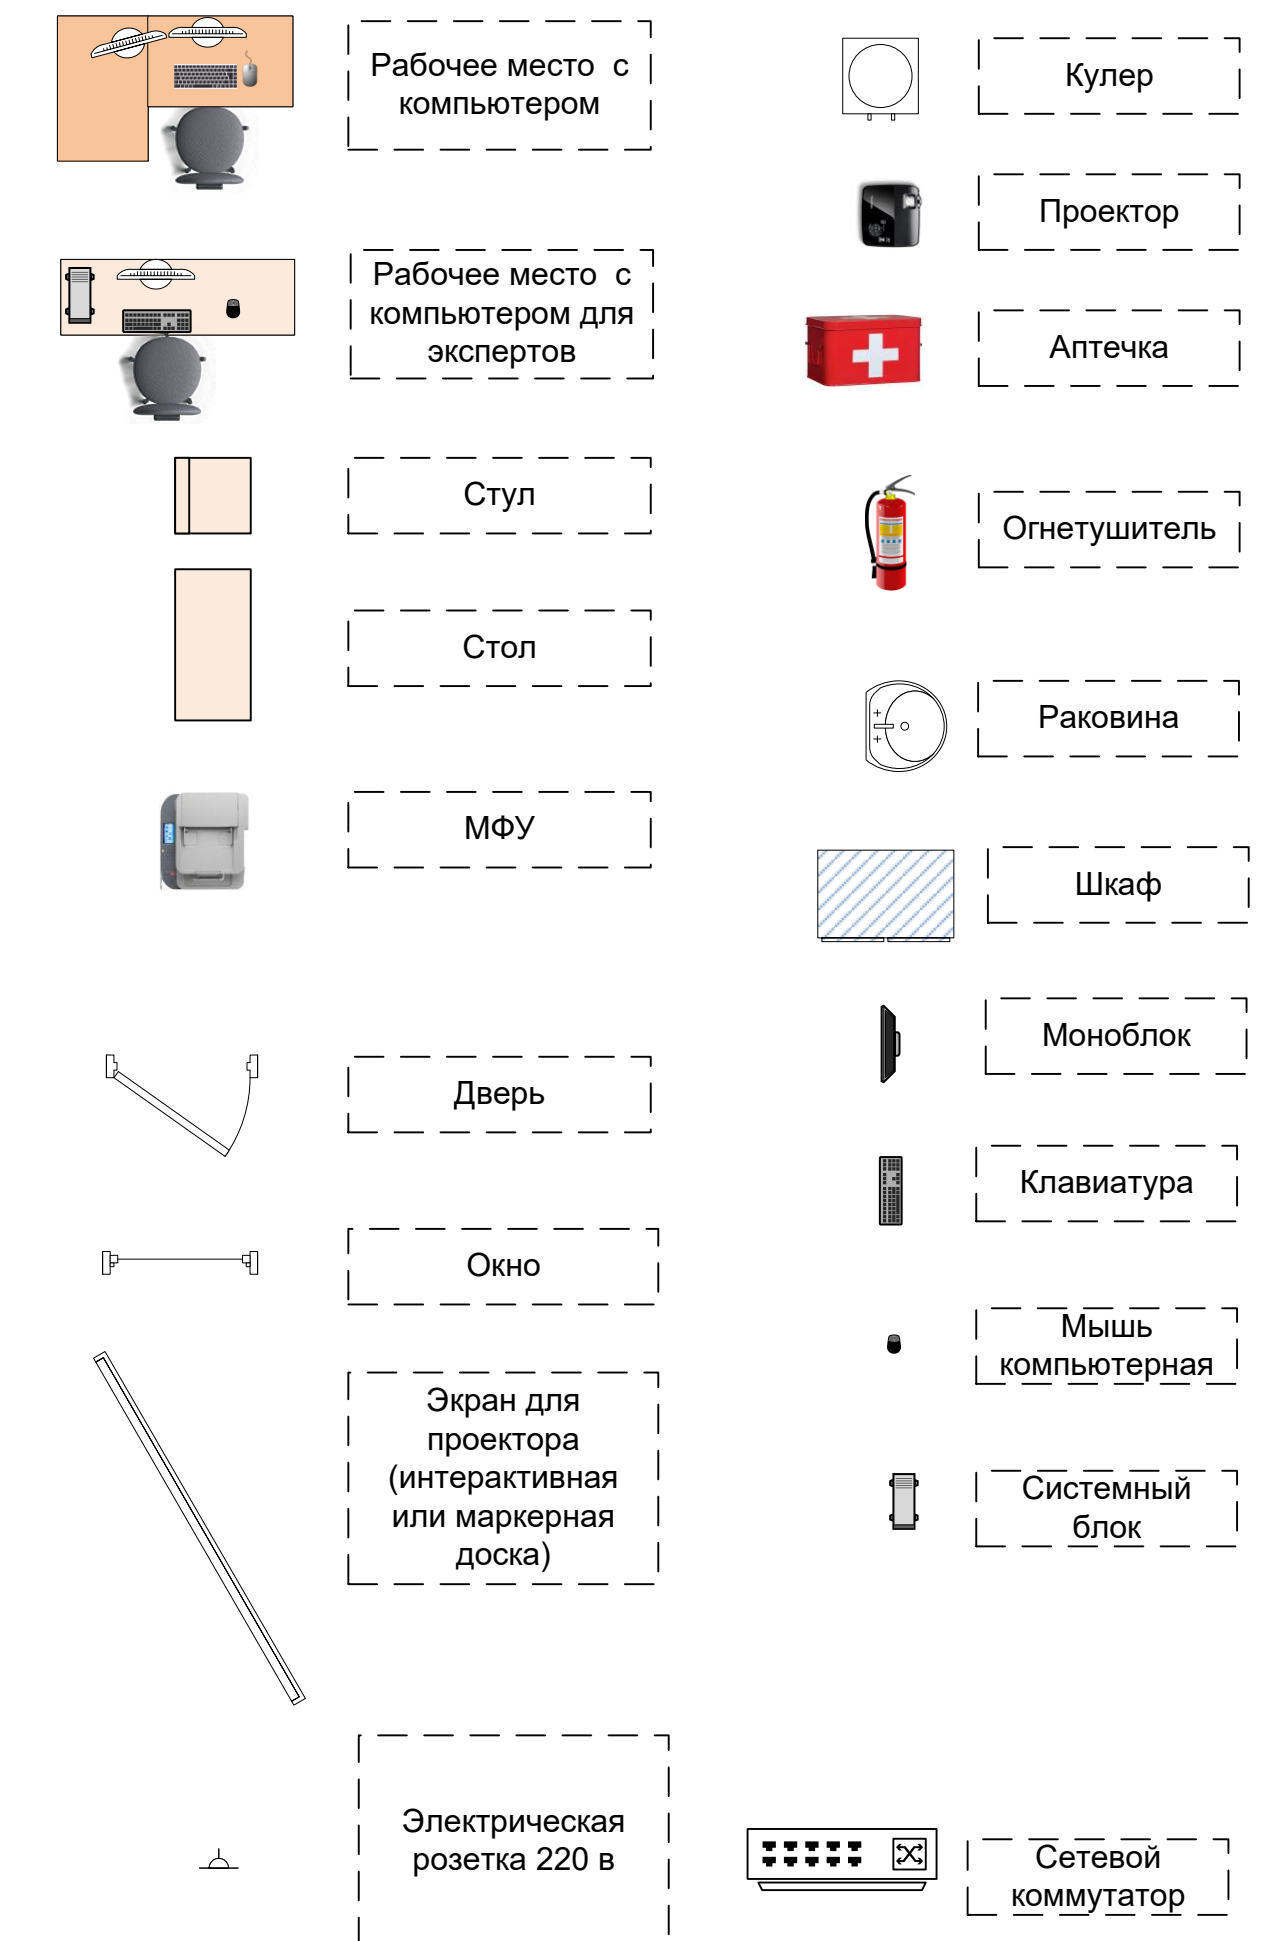 Рабочее место с
компьютером
Рабочее место с
компьютером для
экспертов
Стул
Стол
МФУ
Дверь
Окно
Экран для
проектора
(интерактивная
или маркерная
доска)
Электрическая
розетка 220 в
Кулер
Проектор
Аптечка
Огнетушитель
Раковина
Шкаф
Моноблок
Клавиатура
Мышь
компьютерная
Системный
блок
Сетевой
коммутатор